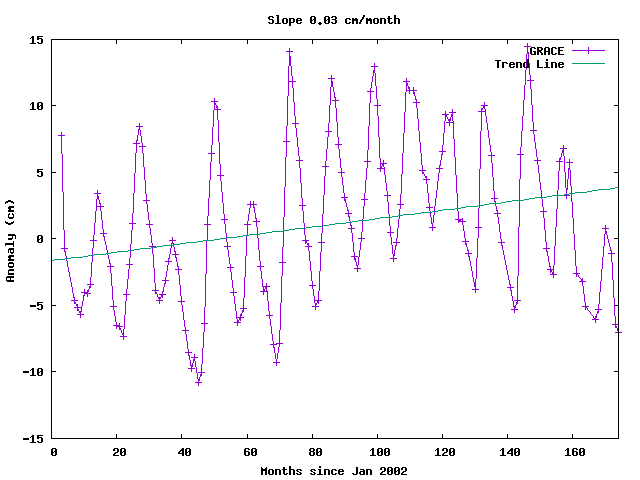 Slope 0.03 cm/month
15
GRACE
Trend Line
10
5
0
-5
-10
-15
Anomaly (cm)
0 20 40 60 80 100 120 140 160
Months since Jan 2002